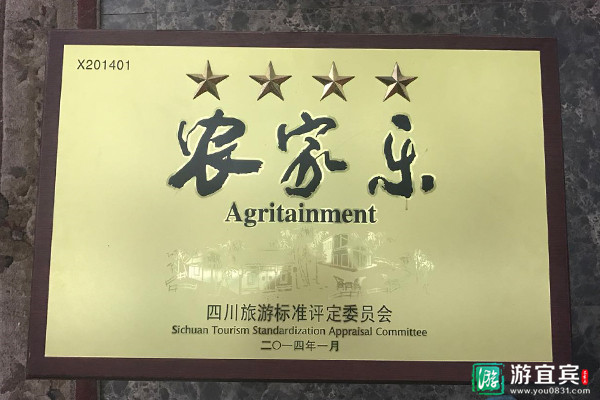 X201401
农家乐
Agritainment
四川旅游标准评定委员会
Sichuan Tourism Standardization Appraisal Committee
二〇一四年一月
游 游宜宾
www.you0831.com